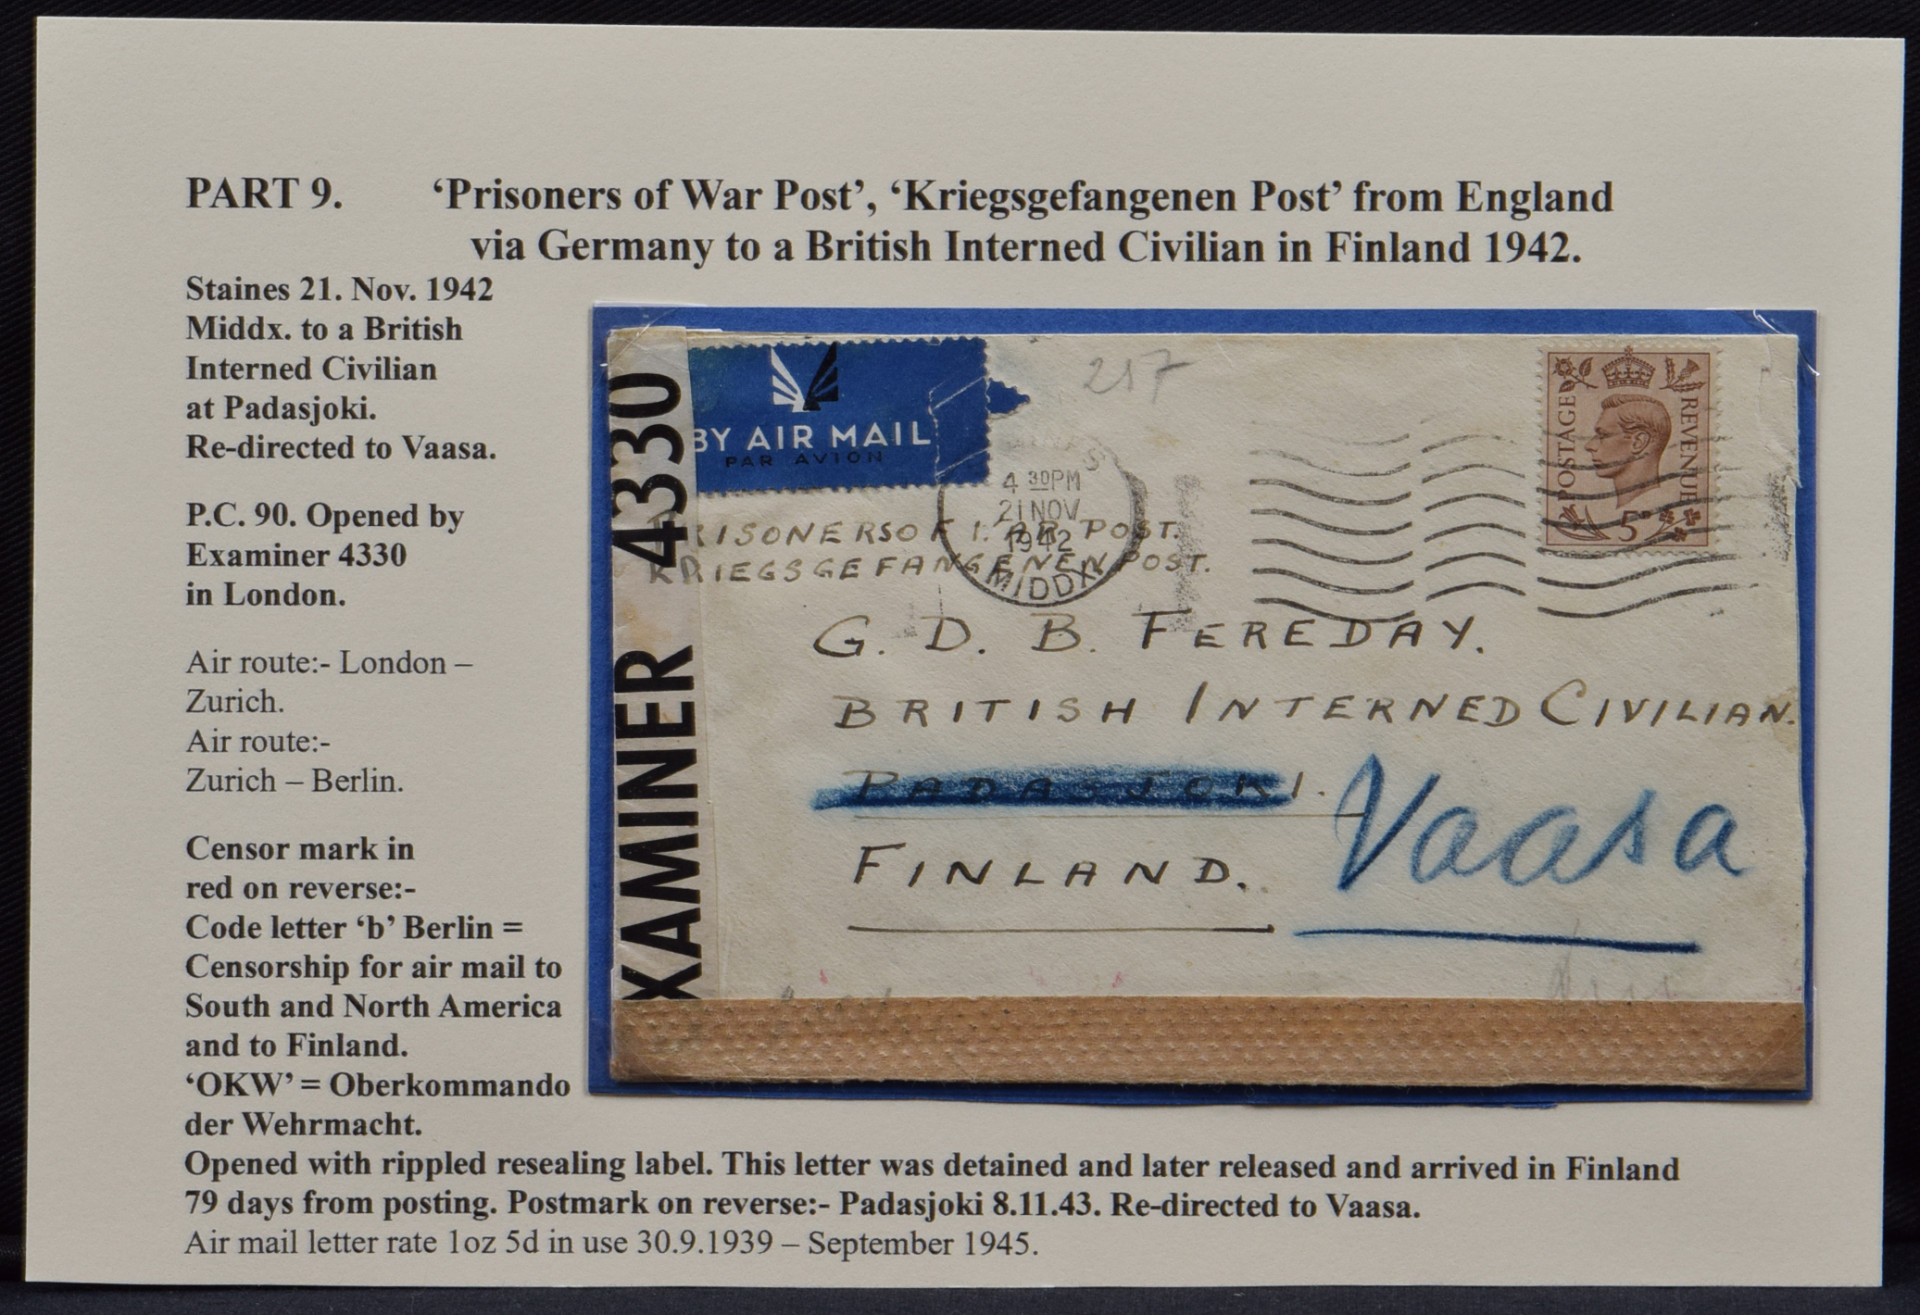 PART 9. ‘Prisoners of War Post’, ‘Kriegsgefangenen Post’ from England
via Germany to a British Interned Civilian in Finland 1942.
Staines 21. Nov. 1942
Middx. to a British
Interned Civilian
at Padasjoki.
Re-directed to Vaasa.
P.C. 90. Opened by
Examiner 4330
in London.
Air route:- London –
Zurich.
Air route:-
Zurich – Berlin.
Censor mark in
red on reverse:-
Code letter ‘b’ Berlin =
Censorship for air mail to
South and North America
and to Finland.
‘OKW’ = Oberkommando
der Wehrmacht.
Opened with rippled resealing label. This letter was detained and later released and arrived in Finland
79 days from posting. Postmark on reverse:- Padasjoki 8.11.43. Re-directed to Vaasa.
Air mail letter rate 1oz 5d in use 30.9.1939 – September 1945.
XAMINER 4330
BY AIR MAIL
PAR AVION
217
4 30PM
21 NOV
1942
MIDDX
POSTAGE REVENUE
5D
PRISONERS OF WAR POST.
KRIEGSGEFANGENEN POST.
G. D. B. FEREDAY.
BRITISH INTERNED CIVILIAN.
PADASJOKI.
Vaasa
FINLAND.